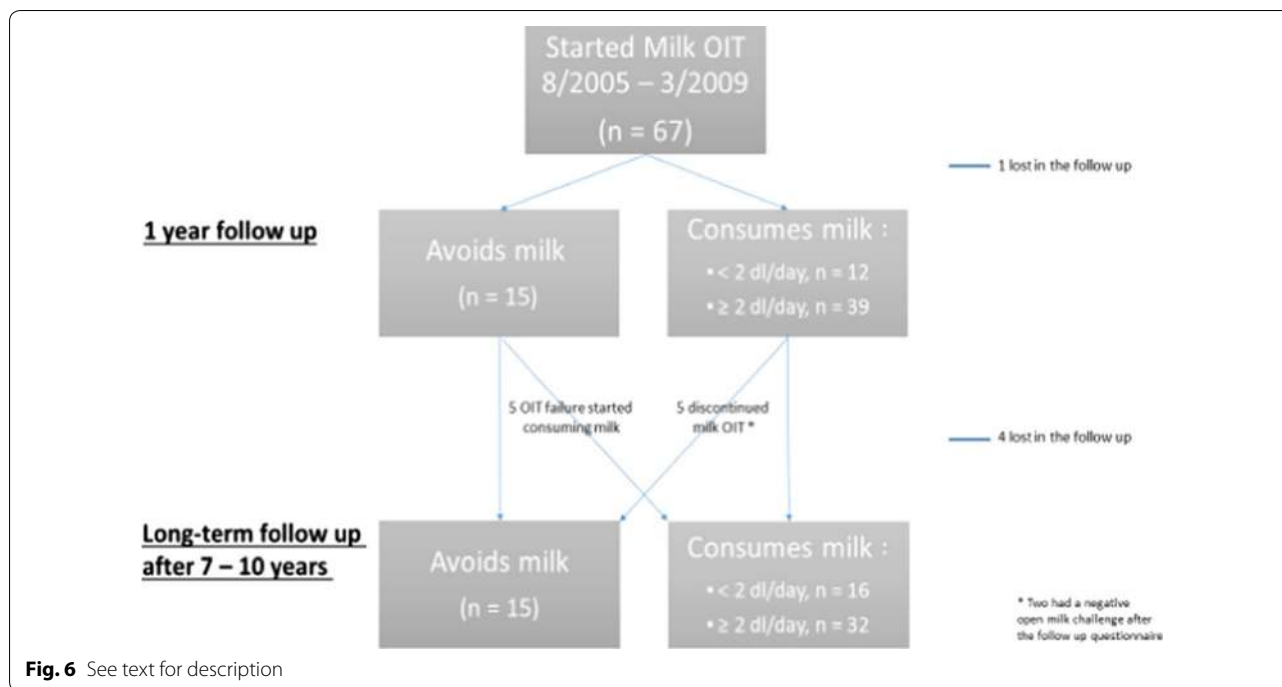 Started Milk OIT
8/2005 – 3/2009
(n = 67)
1 lost in the follow up
1 year follow up
Avoids milk
(n = 15)
Consumes milk :
▪ < 2 dl/day, n = 12
▪ ≥ 2 dl/day, n = 39
5 OIT failure started
consuming milk
5 discontinued
milk OIT *
4 lost in the follow up
Long-term follow up
after 7 – 10 years
Avoids milk
(n = 15)
Consumes milk :
▪ < 2 dl/day, n = 16
▪ ≥ 2 dl/day, n = 32
* Two had a negative
open milk challenge after
the follow up questionnaire
Fig. 6 See text for description